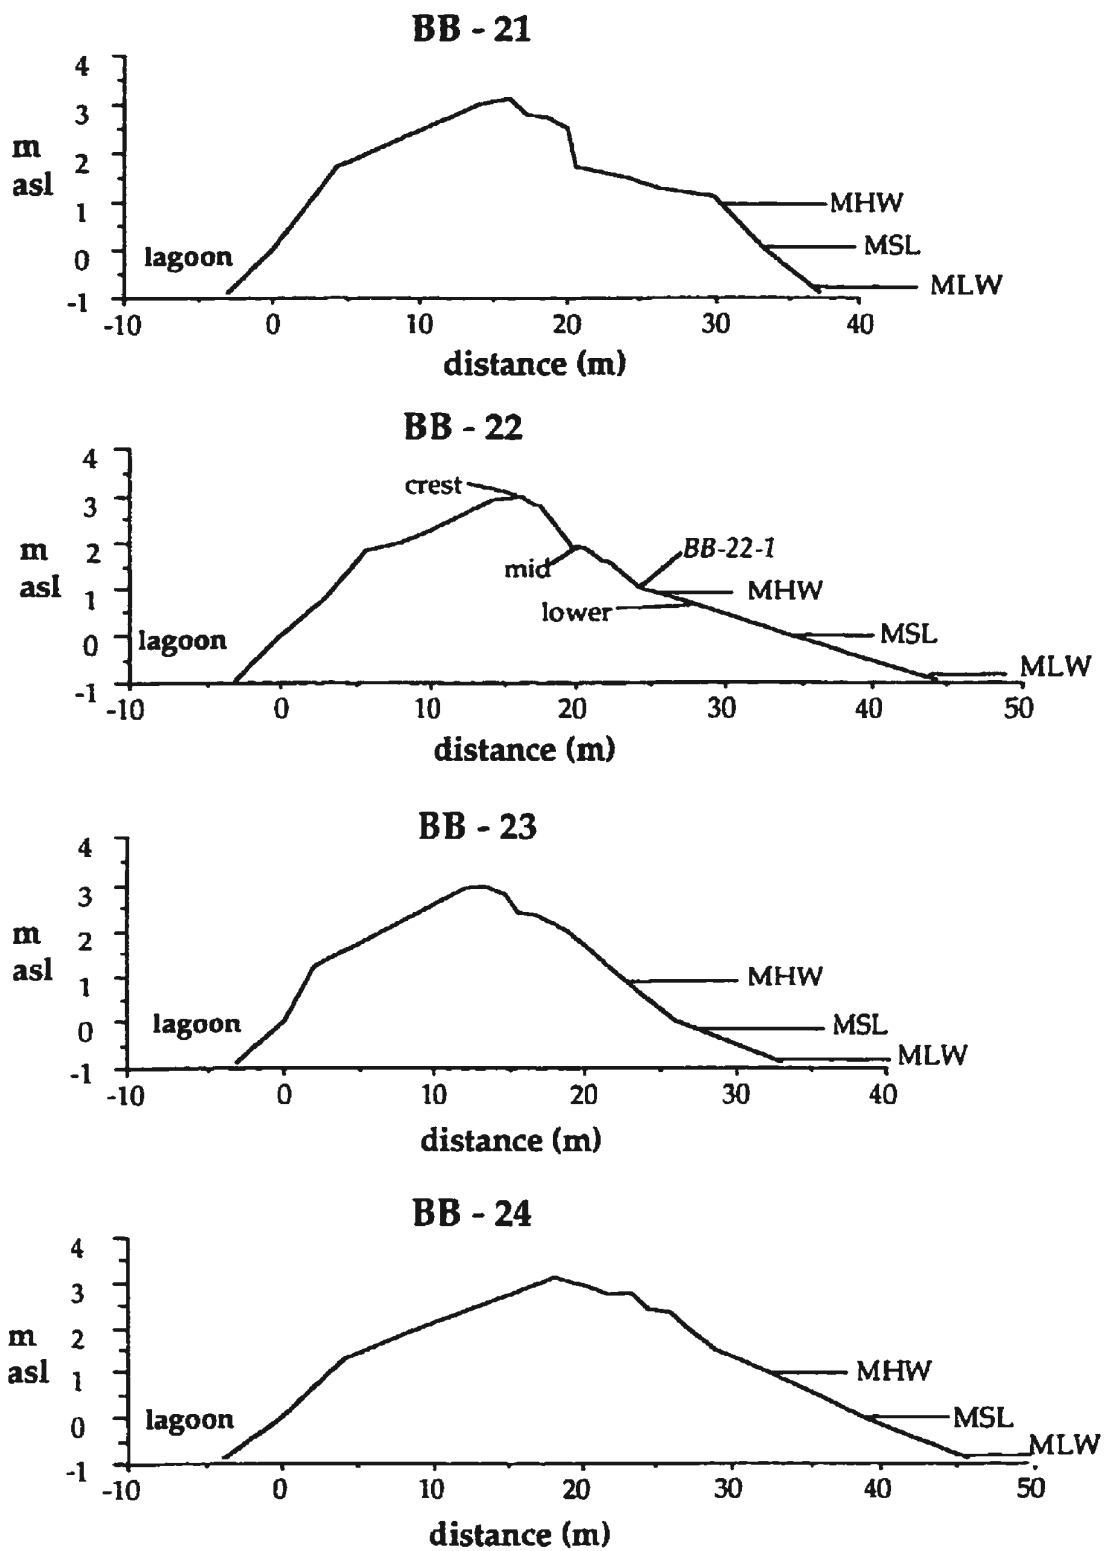 BB - 21
4
3
m
2
asl
1
MHW
0
lagoon
MSL
-1
MLW
-10
0
10
20
30
40
distance (m)
BB - 22
4
crest
3
m
2
BB-22-1
mid
asl
1
MHW
lower
0
lagoon
MSL
MLW
-1
-10
0
10
20
30
40
50
distance (m)
BB - 23
4
3
m
2
asl
1
MHW
0
lagoon
MSL
MLW
-1
-10
0
10
20
30
40
distance (m)
BB - 24
4
3
m
2
asl
1
MHW
0
lagoon
MSL
MLW
-1
-10
0
10
20
30
40
50
distance (m)